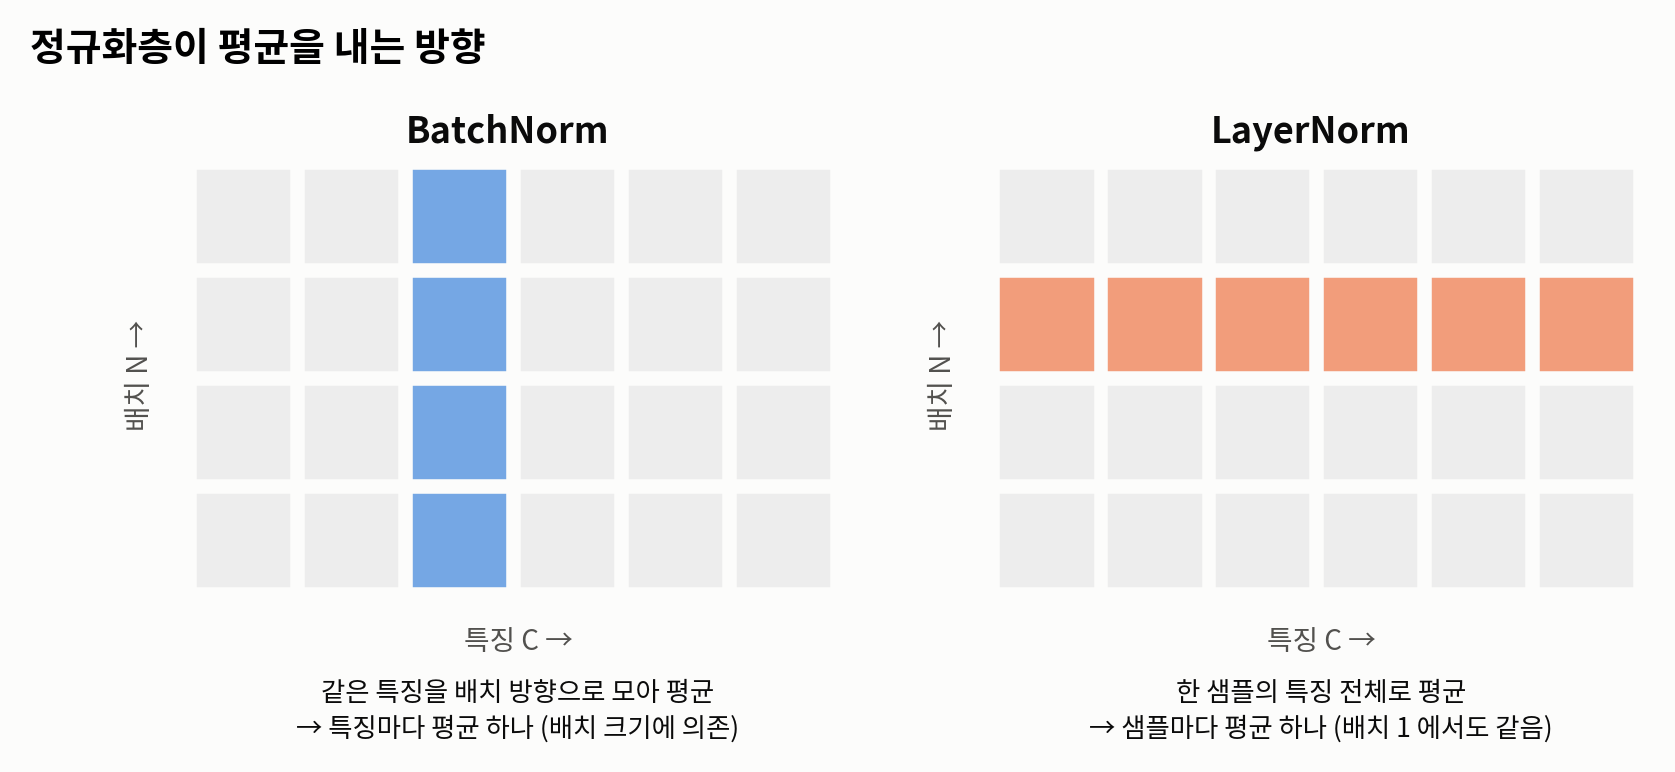 정규화층이 평균을 내는 방향
BatchNorm
배치 N →
특징 C →
같은 특징을 배치 방향으로 모아 평균
→ 특징마다 평균 하나 (배치 크기에 의존)
LayerNorm
배치 N →
특징 C →
한 샘플의 특징 전체로 평균
→ 샘플마다 평균 하나 (배치 1 에서도 같음)